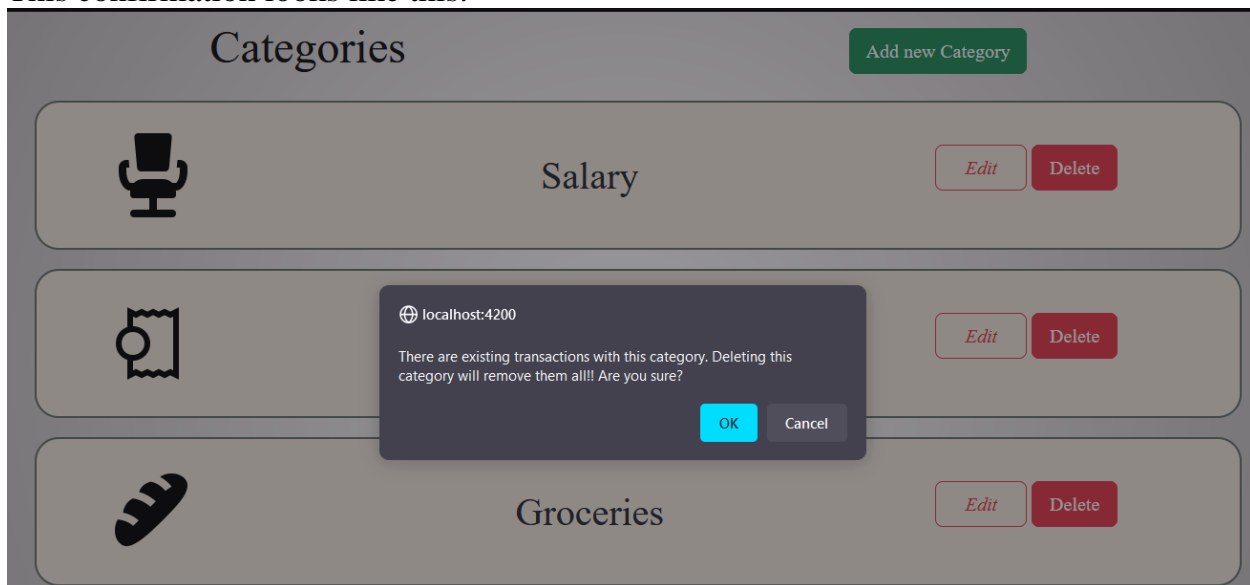 This confirmation looks like this:
Categories
Add new Category
Salary
Edit
Delete
localhost:4200
There are existing transactions with this category. Deleting this
category will remove them all!! Are you sure?
OK
Cancel
Edit
Delete
Groceries
Edit
Delete